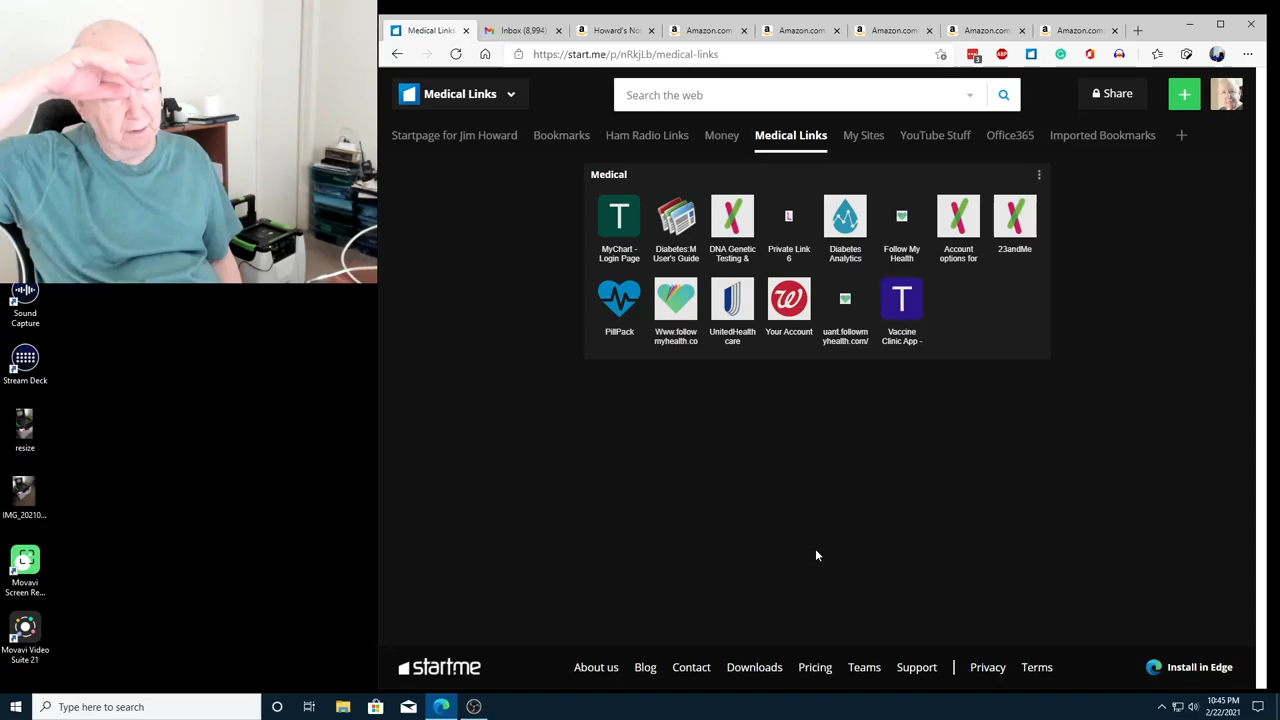 Medical Links
Inbox (8,994)
Howard's No
Amazon.com
Amazon.com
Amazon.com
Amazon.com
Amazon.com
https://start.me/p/nRkjLb/medical-links
3
ABP
Medical Links
Search the web
Share
Startpage for Jim Howard
Bookmarks
Ham Radio Links
Money
Medical Links
My Sites
YouTube Stuff
Office365
Imported Bookmarks
Medical
T
MyChart -
Login Page
Diabetes:M
User's Guide
DNA Genetic
Testing &
L
Private Link
6
Diabetes
Analytics
Follow My
Health
Account
options for
23andMe
PillPack
Www.follow
myhealth.co
UnitedHealth
care
W
Your Account
uant.followm
yhealth.com/
T
Vaccine
Clinic App -
Sound
Capture
Stream Deck
resize
IMG_20210...
Movavi
Screen Re...
Movavi Video
Suite 21
start.me
About us
Blog
Contact
Downloads
Pricing
Teams
Support
Privacy
Terms
Install in Edge
Type here to search
10:45 PM
2/22/2021